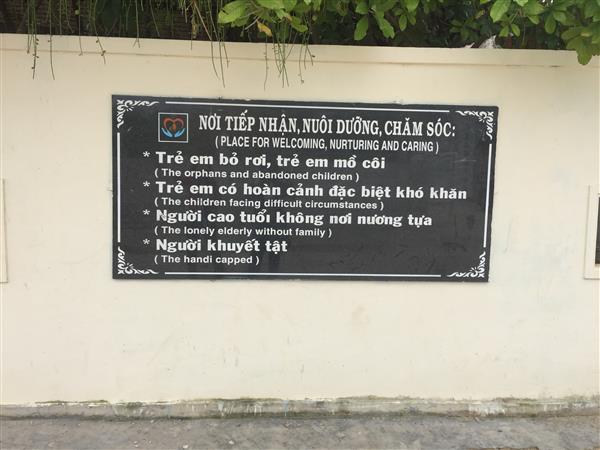 NƠI TIẾP NHẬN, NUÔI DƯỠNG, CHĂM SÓC:
( PLACE FOR WELCOMING, NURTURING AND CARING )
* Trẻ em bỏ rơi, trẻ em mồ côi
( The orphans and abandoned children )
* Trẻ em có hoàn cảnh đặc biệt khó khăn
( The children facing difficult circumstances )
* Người cao tuổi không nơi nương tựa
( The lonely elderly without family )
* Người khuyết tật
( The handi capped )